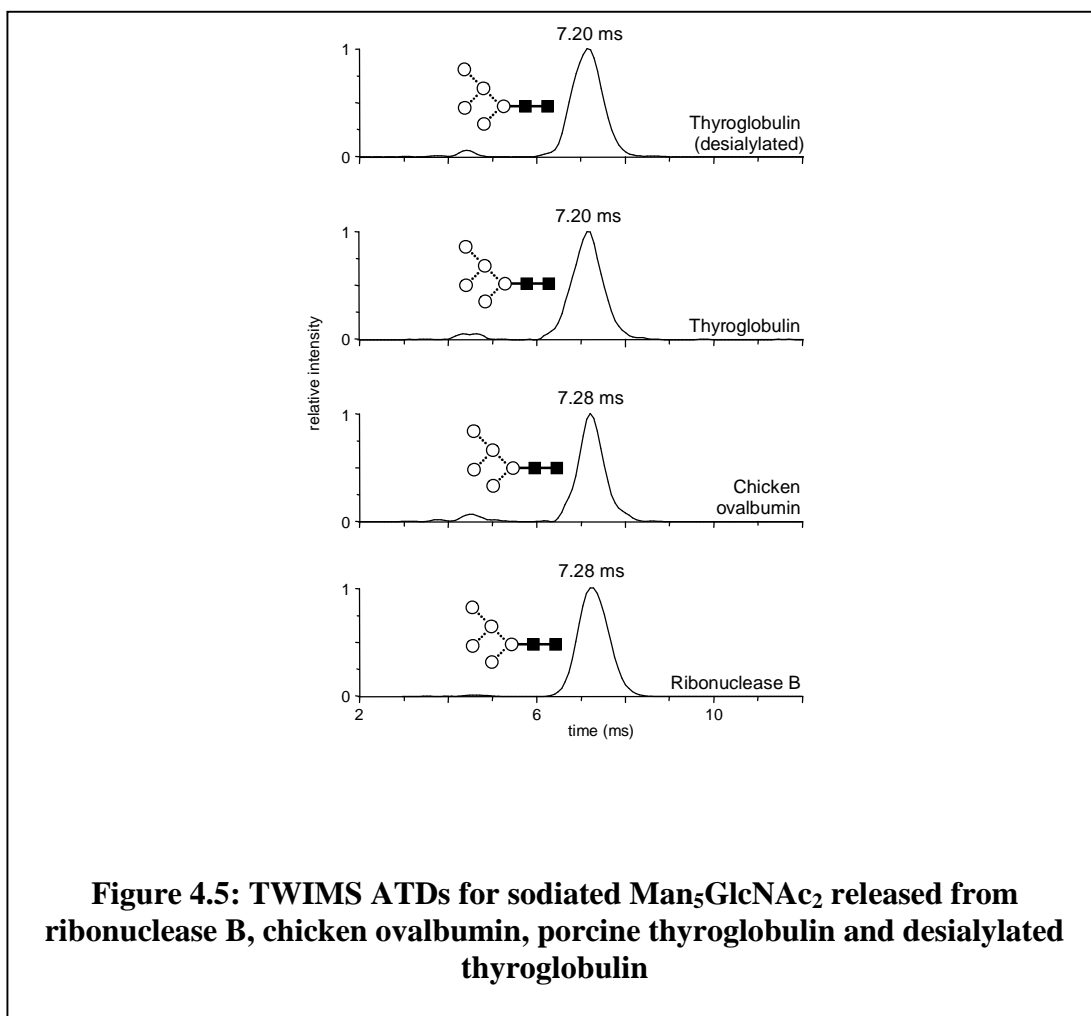 7.20 ms
1
Thyroglobulin
(desialylated)
0
7.20 ms
1
Thyroglobulin
0
relative intensity
7.28 ms
1
Chicken
ovalbumin
0
7.28 ms
1
Ribonuclease B
0
2 6 10
time (ms)
Figure 4.5: TWIMS ATDs for sodiated Man₅GlcNAc₂ released from
ribonuclease B, chicken ovalbumin, porcine thyroglobulin and desialylated
thyroglobulin